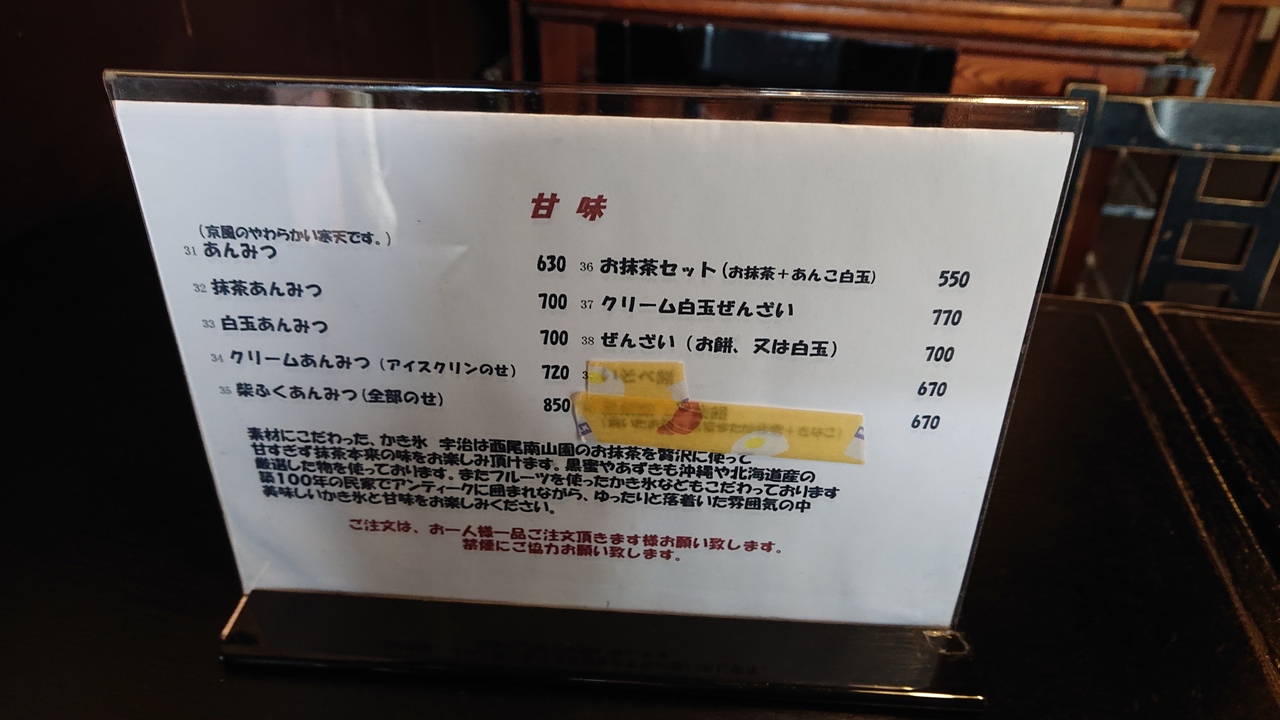 甘味
(京風のやわらかい寒天です。)
31 あんみつ 630
32 抹茶あんみつ 700
33 白玉あんみつ 700
34 クリームあんみつ (アイスクリンのせ) 720
35 柴ふくあんみつ (全部のせ) 850
36 お抹茶セット (お抹茶+あんこ白玉) 550
37 クリーム白玉ぜんざい 770
38 ぜんざい (お餅、又は白玉) 700
いそべ 670
670
素材にこだわった、かき氷 宇治は西尾南山園のお抹茶を贅沢に使って
甘すぎず抹茶本来の味をお楽しみ頂けます。黒蜜やあずきも沖縄や北海道産の
厳選した物を使っております。またフルーツを使ったかき氷などもこだわっております
築100年の民家でアンティークに囲まれながら、ゆったりと落着いた雰囲気の中
美味しいかき氷と甘味をお楽しみください。
ご注文は、お一人様一品ご注文頂きます様お願い致します。
禁煙にご協力お願い致します。